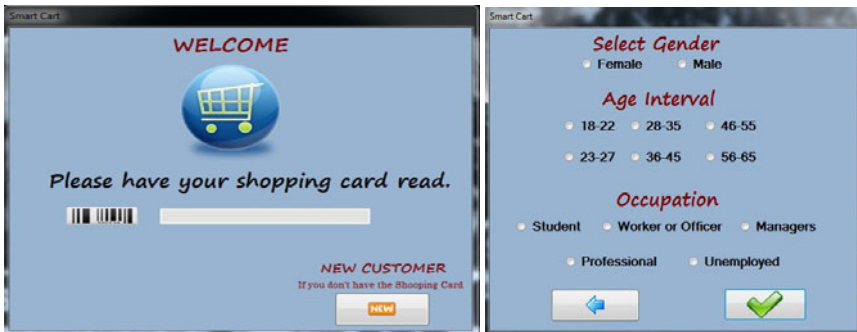 Smart Cart
WELCOME
Please have your shopping card read.
NEW CUSTOMER
If you don't have the Shooping Card
NEW
Smart Cart
Select Gender
Female Male
Age Interval
18-22 28-35 46-55
23-27 36-45 56-65
Occupation
Student Worker or Officer Managers
Professional Unemployed